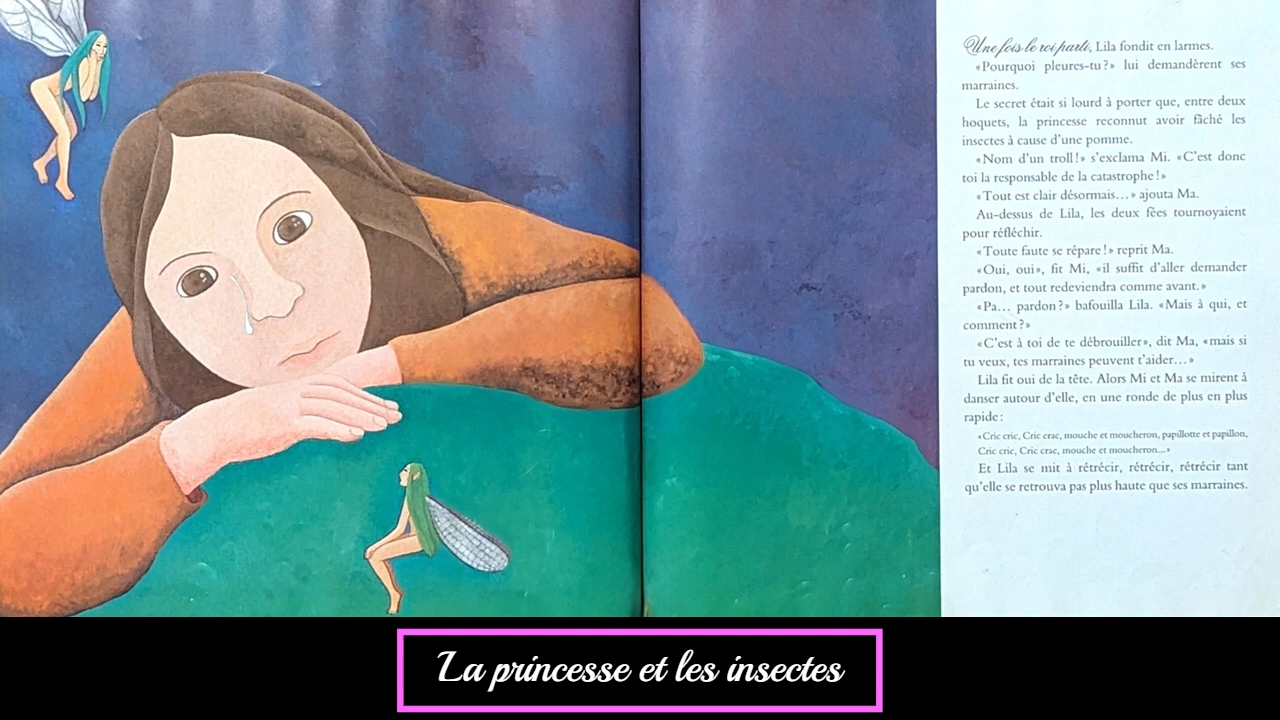 Une fois le roi parti, Lila fondit en larmes.
«Pourquoi pleures-tu?» lui demandèrent ses
marraines.
Le secret était si lourd à porter que, entre deux
hoquets, la princesse reconnut avoir fâché les
insectes à cause d'une pomme.
«Nom d'un troll!» s'exclama Mi. «C'est donc
toi la responsable de la catastrophe!»
«Tout est clair désormais...» ajouta Ma.
Au-dessus de Lila, les deux fées tournoyaient
pour réfléchir.
«Toute faute se répare!» reprit Ma.
«Oui, oui», fit Mi, «il suffit d'aller demander
pardon, et tout redeviendra comme avant.»
«Pa... pardon?» bafouilla Lila. «Mais à qui, et
comment?»
«C'est à toi de te débrouiller», dit Ma, «mais si
tu veux, tes marraines peuvent t'aider...»
Lila fit oui de la tête. Alors Mi et Ma se mirent à
danser autour d'elle, en une ronde de plus en plus
rapide:
«Cric cric, Cric crac, mouche et moucheron, papillotte et papillon,
Cric cric, Cric crac, mouche et moucheron...»
Et Lila se mit à rétrécir, rétrécir, rétrécir tant
qu'elle se retrouva pas plus haute que ses marraines.
La princesse et les insectes